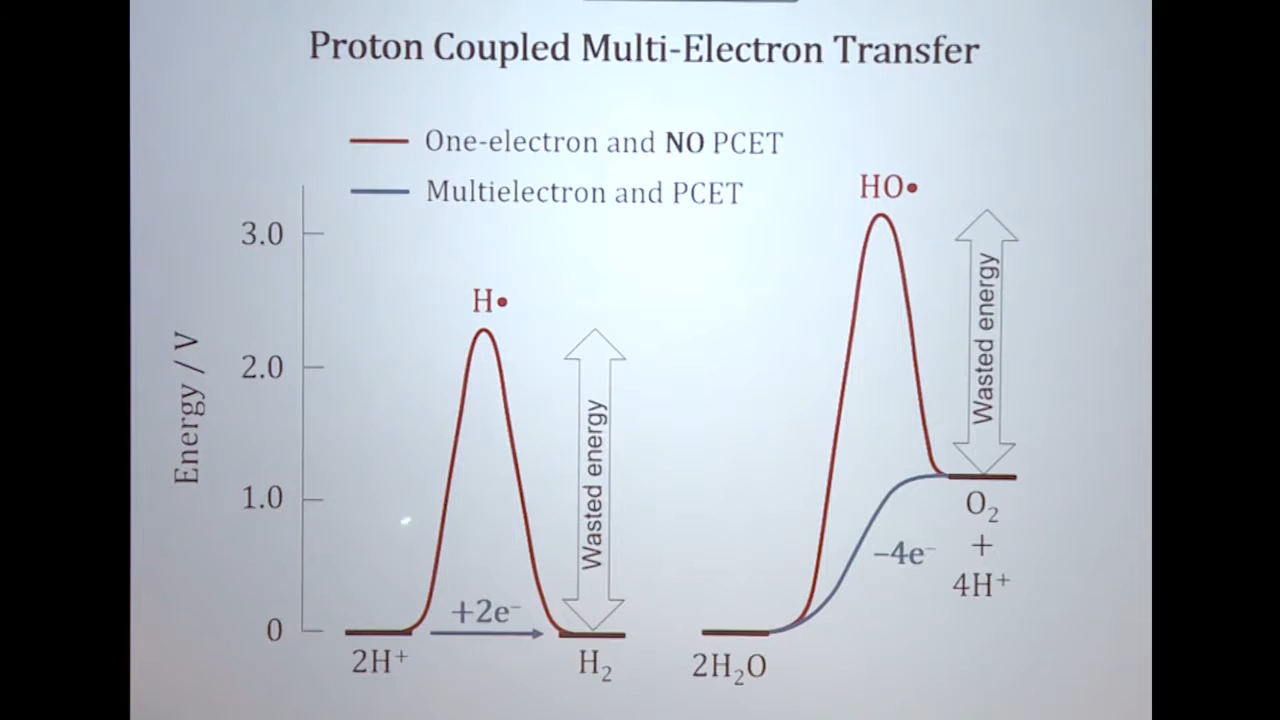 Proton Coupled Multi-Electron Transfer
One-electron and NO PCET
Multielectron and PCET
Energy / V
3.0
2.0
1.0
0
H•
Wasted energy
+2e⁻
2H⁺
H₂
HO•
Wasted energy
−4e⁻
O₂
+
4H⁺
2H₂O